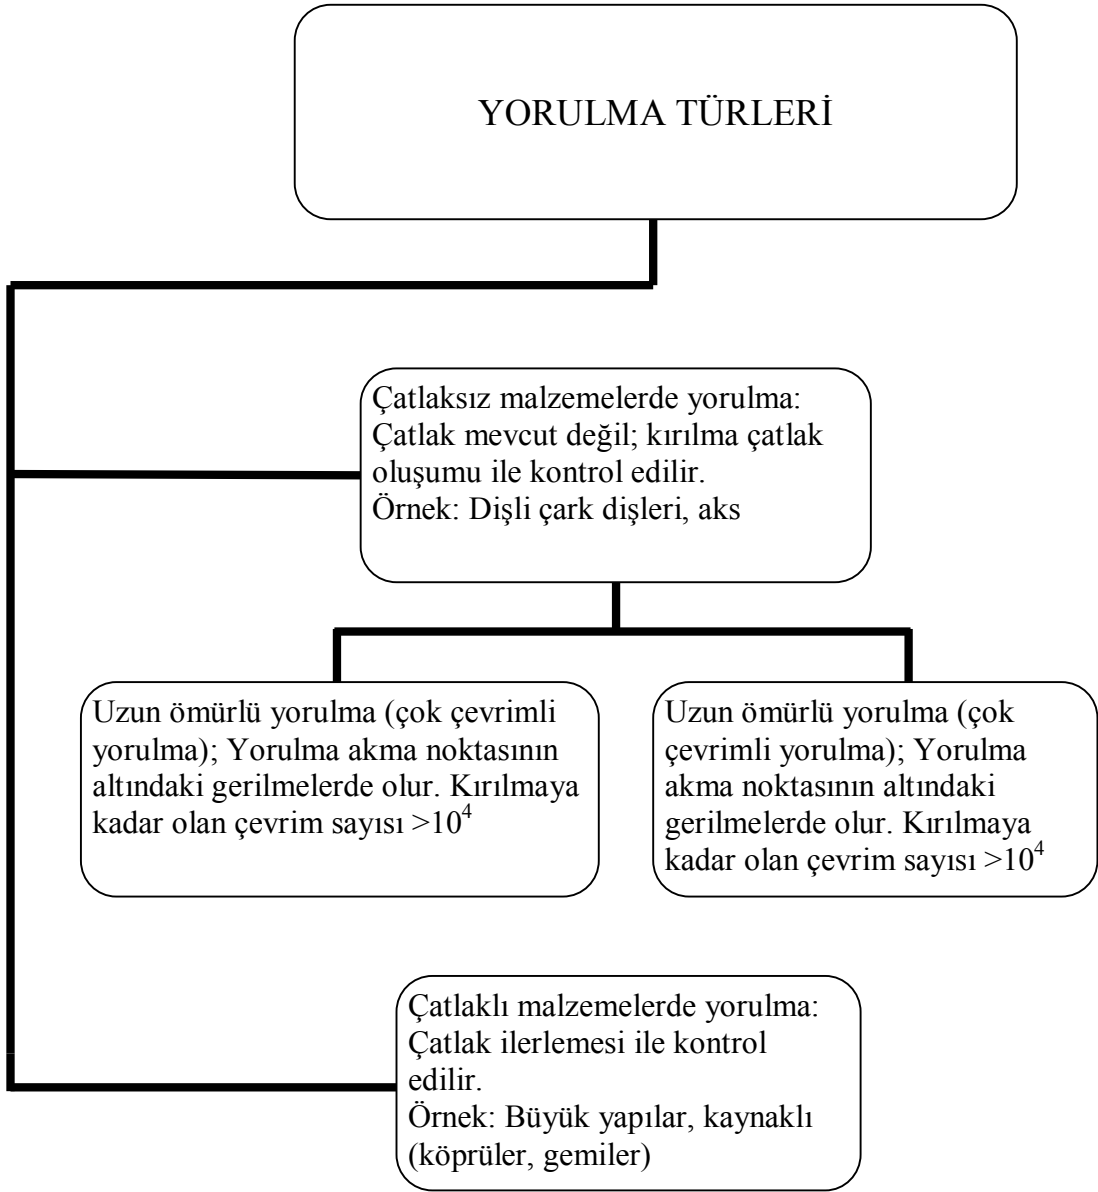 YORULMA TÜRLERİ
Çatlaksız malzemelerde yorulma:
Çatlak mevcut değil; kırılma çatlak
oluşumu ile kontrol edilir.
Örnek: Dişli çark dişleri, aks
Uzun ömürlü yorulma (çok çevrimli
yorulma); Yorulma akma noktasının
altındaki gerilmelerde olur. Kırılmaya
kadar olan çevrim sayısı >10⁴
Uzun ömürlü yorulma (çok
çevrimli yorulma); Yorulma
akma noktasının altındaki
gerilmelerde olur. Kırılmaya
kadar olan çevrim sayısı >10⁴
Çatlaklı malzemelerde yorulma:
Çatlak ilerlemesi ile kontrol
edilir.
Örnek: Büyük yapılar, kaynaklı
(köprüler, gemiler)